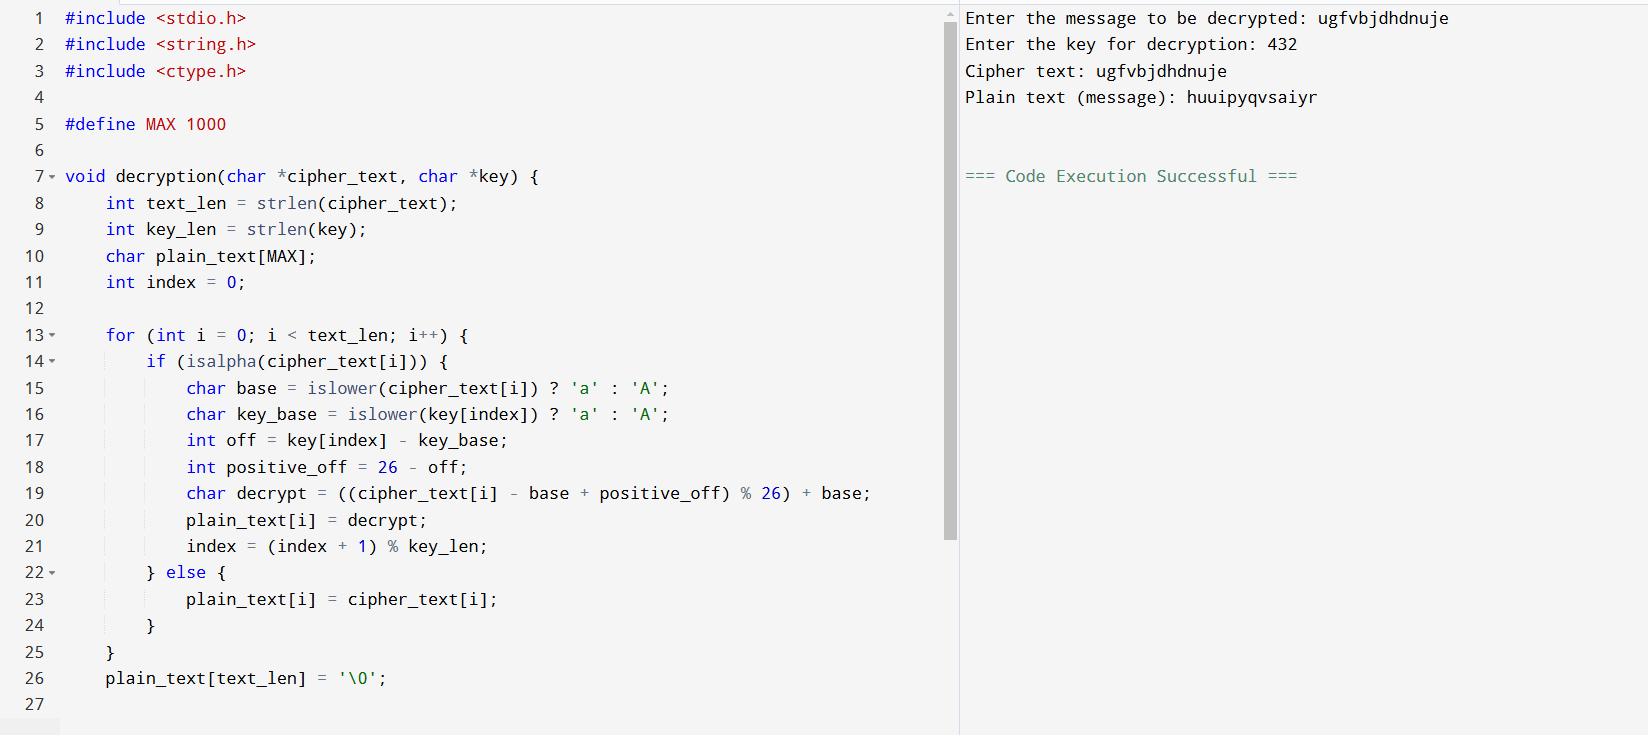 1 #include <stdio.h>
2 #include <string.h>
3 #include <ctype.h>
4
5 #define MAX 1000
6
7 void decryption(char *cipher_text, char *key) {
8     int text_len = strlen(cipher_text);
9     int key_len = strlen(key);
10     char plain_text[MAX];
11     int index = 0;
12
13     for (int i = 0; i < text_len; i++) {
14         if (isalpha(cipher_text[i])) {
15             char base = islower(cipher_text[i]) ? 'a' : 'A';
16             char key_base = islower(key[index]) ? 'a' : 'A';
17             int off = key[index] - key_base;
18             int positive_off = 26 - off;
19             char decrypt = ((cipher_text[i] - base + positive_off) % 26) + base;
20             plain_text[i] = decrypt;
21             index = (index + 1) % key_len;
22         } else {
23             plain_text[i] = cipher_text[i];
24         }
25     }
26     plain_text[text_len] = '\0';
27
Enter the message to be decrypted: ugfvbjdhdnuje
Enter the key for decryption: 432
Cipher text: ugfvbjdhdnuje
Plain text (message): huuipyqvsaiyr
=== Code Execution Successful ===